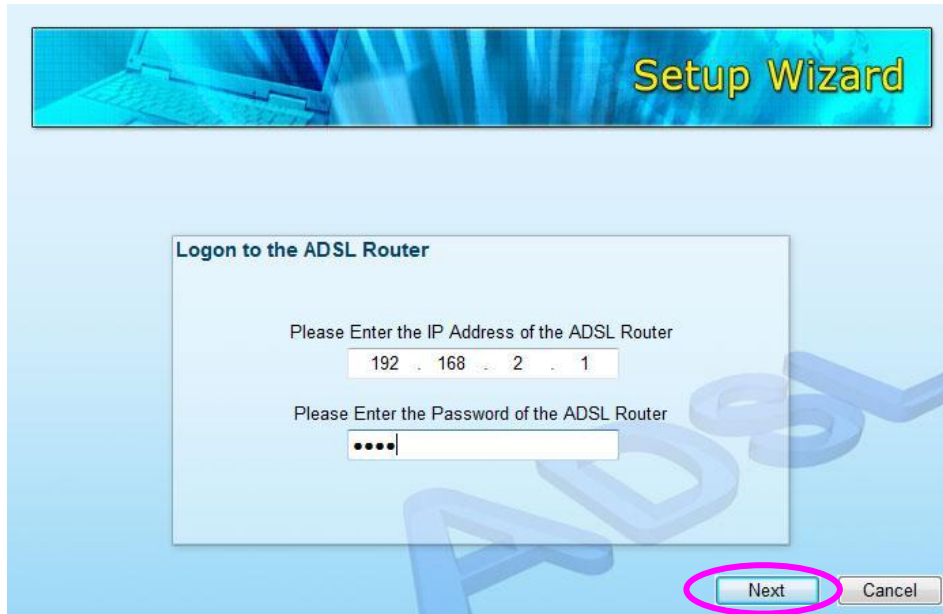 Setup Wizard
Logon to the ADSL Router
Please Enter the IP Address of the ADSL Router
192 . 168 . 2 . 1
Please Enter the Password of the ADSL Router
••••
ADSL
Next Cancel